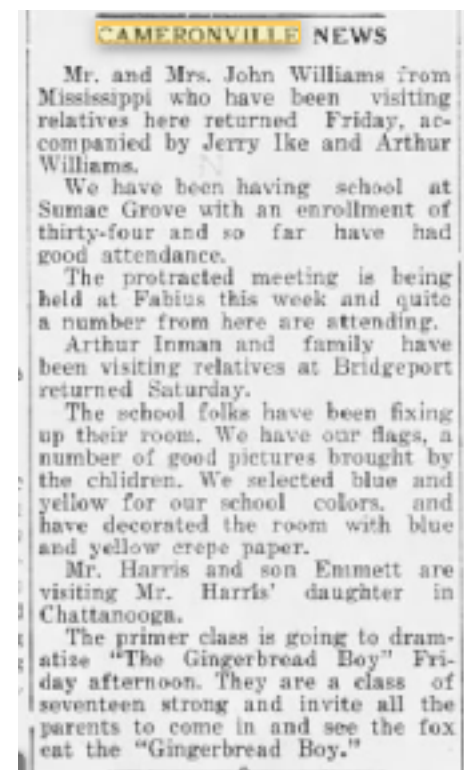 CAMERONVILLE NEWS
Mr. and Mrs. John Williams from
Mississippi who have been visiting
relatives here returned Friday, ac-
companied by Jerry Ike and Arthur
Williams.
We have been having school at
Sumac Grove with an enrollment of
thirty-four and so far have had
good attendance.
The protracted meeting is being
held at Fabius this week and quite
a number from here are attending.
Arthur Inman and family have
been visiting relatives at Bridgeport
returned Saturday.
The school folks have been fixing
up their room. We have our flags, a
number of good pictures brought by
the chlidren. We selected blue and
yellow for our school colors. and
have decorated the room with blue
and yellow crepe paper.
Mr. Harris and son Emmett are
visiting Mr. Harris' daughter in
Chattanooga.
The primer class is going to dram-
atize "The Gingerbread Boy" Fri-
day afternoon. They are a class of
seventeen strong and invite all the
parents to come in and see the fox
eat the "Gingerbread Boy."